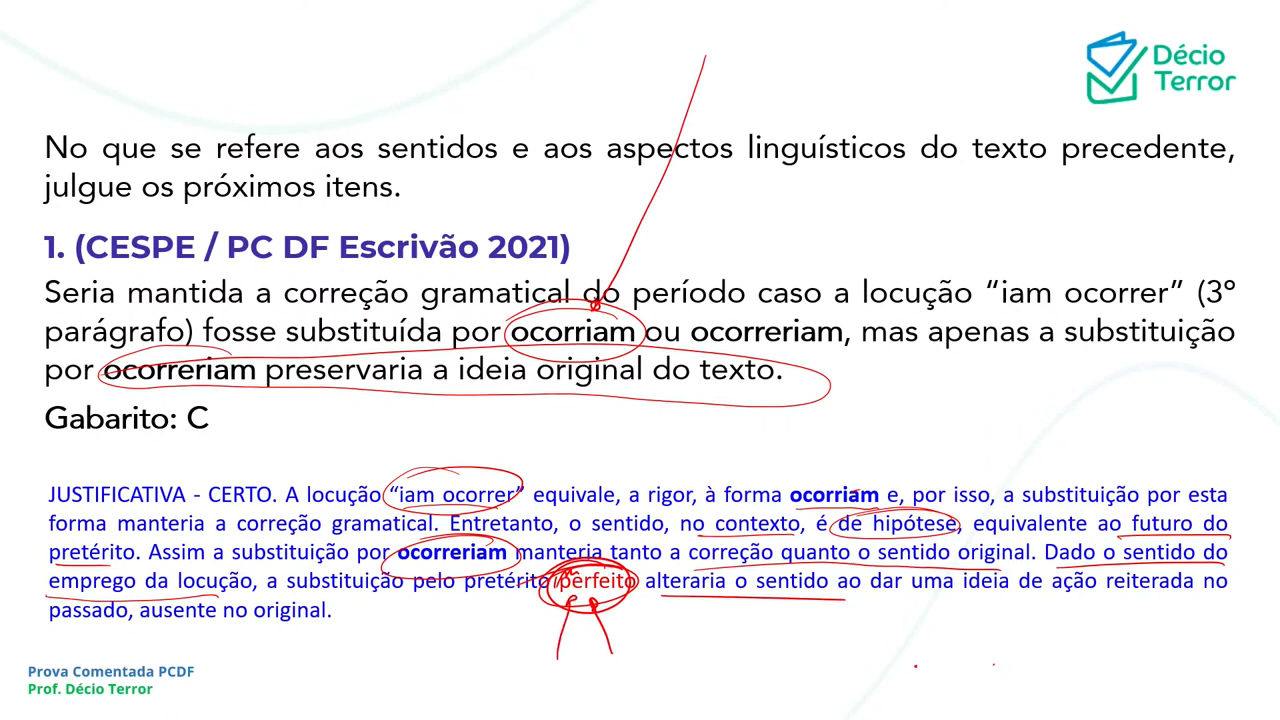 Décio
Terror
No que se refere aos sentidos e aos aspectos linguísticos do texto precedente,
julgue os próximos itens.
1. (CESPE / PC DF Escrivão 2021)
Seria mantida a correção gramatical do período caso a locução “iam ocorrer” (3º
parágrafo) fosse substituída por ocorriam ou ocorreriam, mas apenas a substituição
por ocorreriam preservaria a ideia original do texto.
Gabarito: C
JUSTIFICATIVA - CERTO. A locução “iam ocorrer” equivale, a rigor, à forma ocorriam e, por isso, a substituição por esta
forma manteria a correção gramatical. Entretanto, o sentido, no contexto, é de hipótese, equivalente ao futuro do
pretérito. Assim a substituição por ocorreriam manteria tanto a correção quanto o sentido original. Dado o sentido do
emprego da locução, a substituição pelo pretérito perfeito alteraria o sentido ao dar uma ideia de ação reiterada no
passado, ausente no original.
Prova Comentada PCDF
Prof. Décio Terror